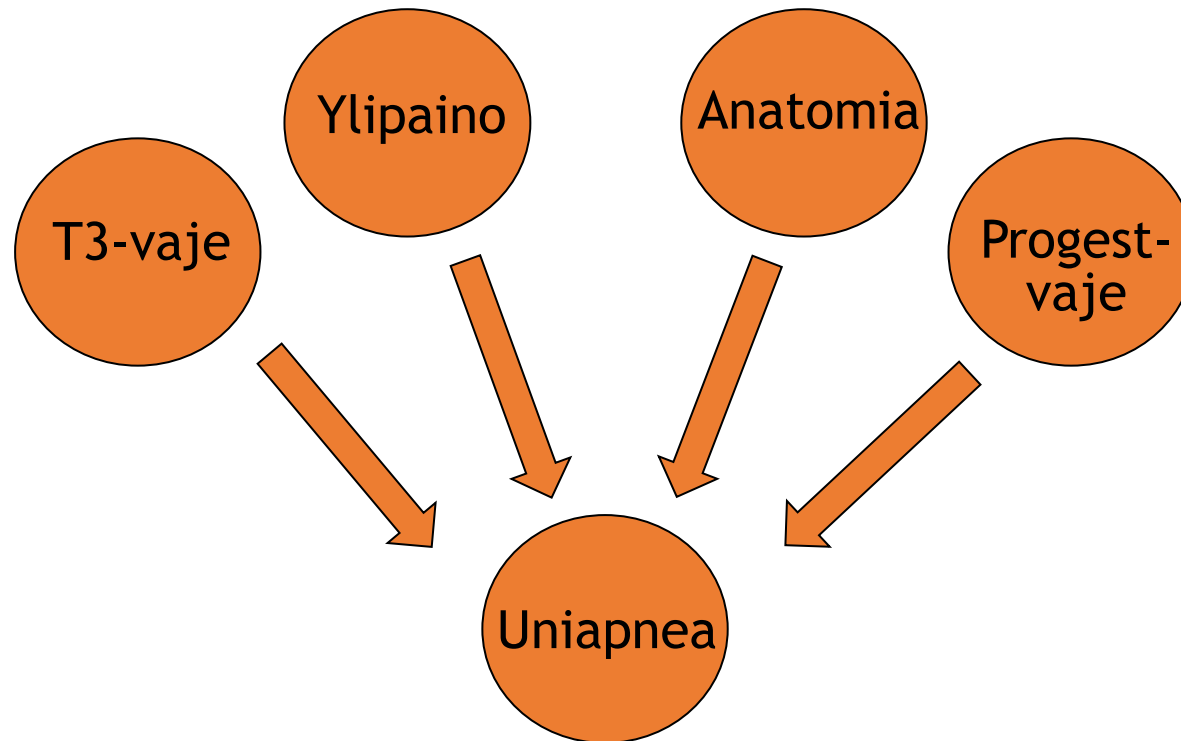 Ylipaino
Anatomia
T3-vaje
Progest-
vaje
Uniapnea